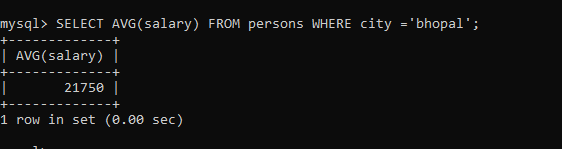 mysql> SELECT AVG(salary) FROM persons WHERE city ='bhopal';
+-------------+
| AVG(salary) |
+-------------+
|       21750 |
+-------------+
1 row in set (0.00 sec)